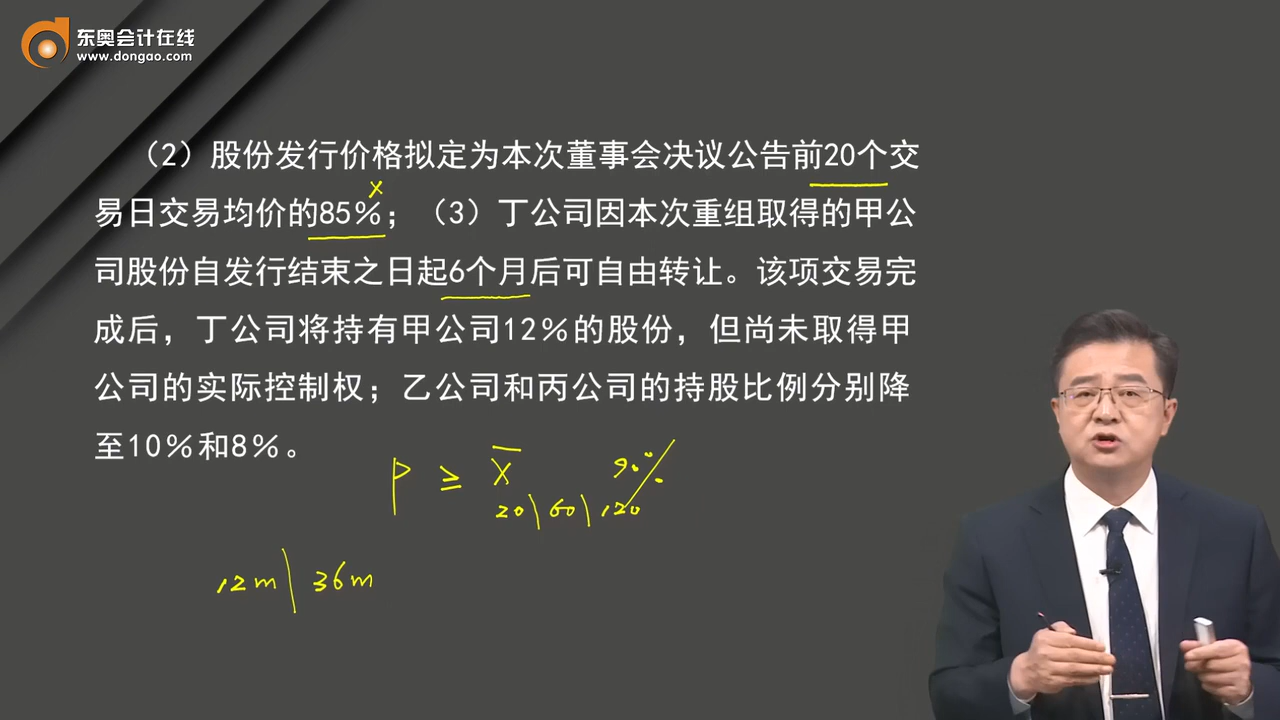 东奥会计在线
www.dongao.com
（2）股份发行价格拟定为本次董事会决议公告前20个交
易日交易均价的85%；（3）丁公司因本次重组取得的甲公
司股份自发行结束之日起6个月后可自由转让。该项交易完
成后，丁公司将持有甲公司12%的股份，但尚未取得甲
公司的实际控制权；乙公司和丙公司的持股比例分别降
至10%和8%。
x
P ≥ X̄ 90%
20|60|120
12m | 36m